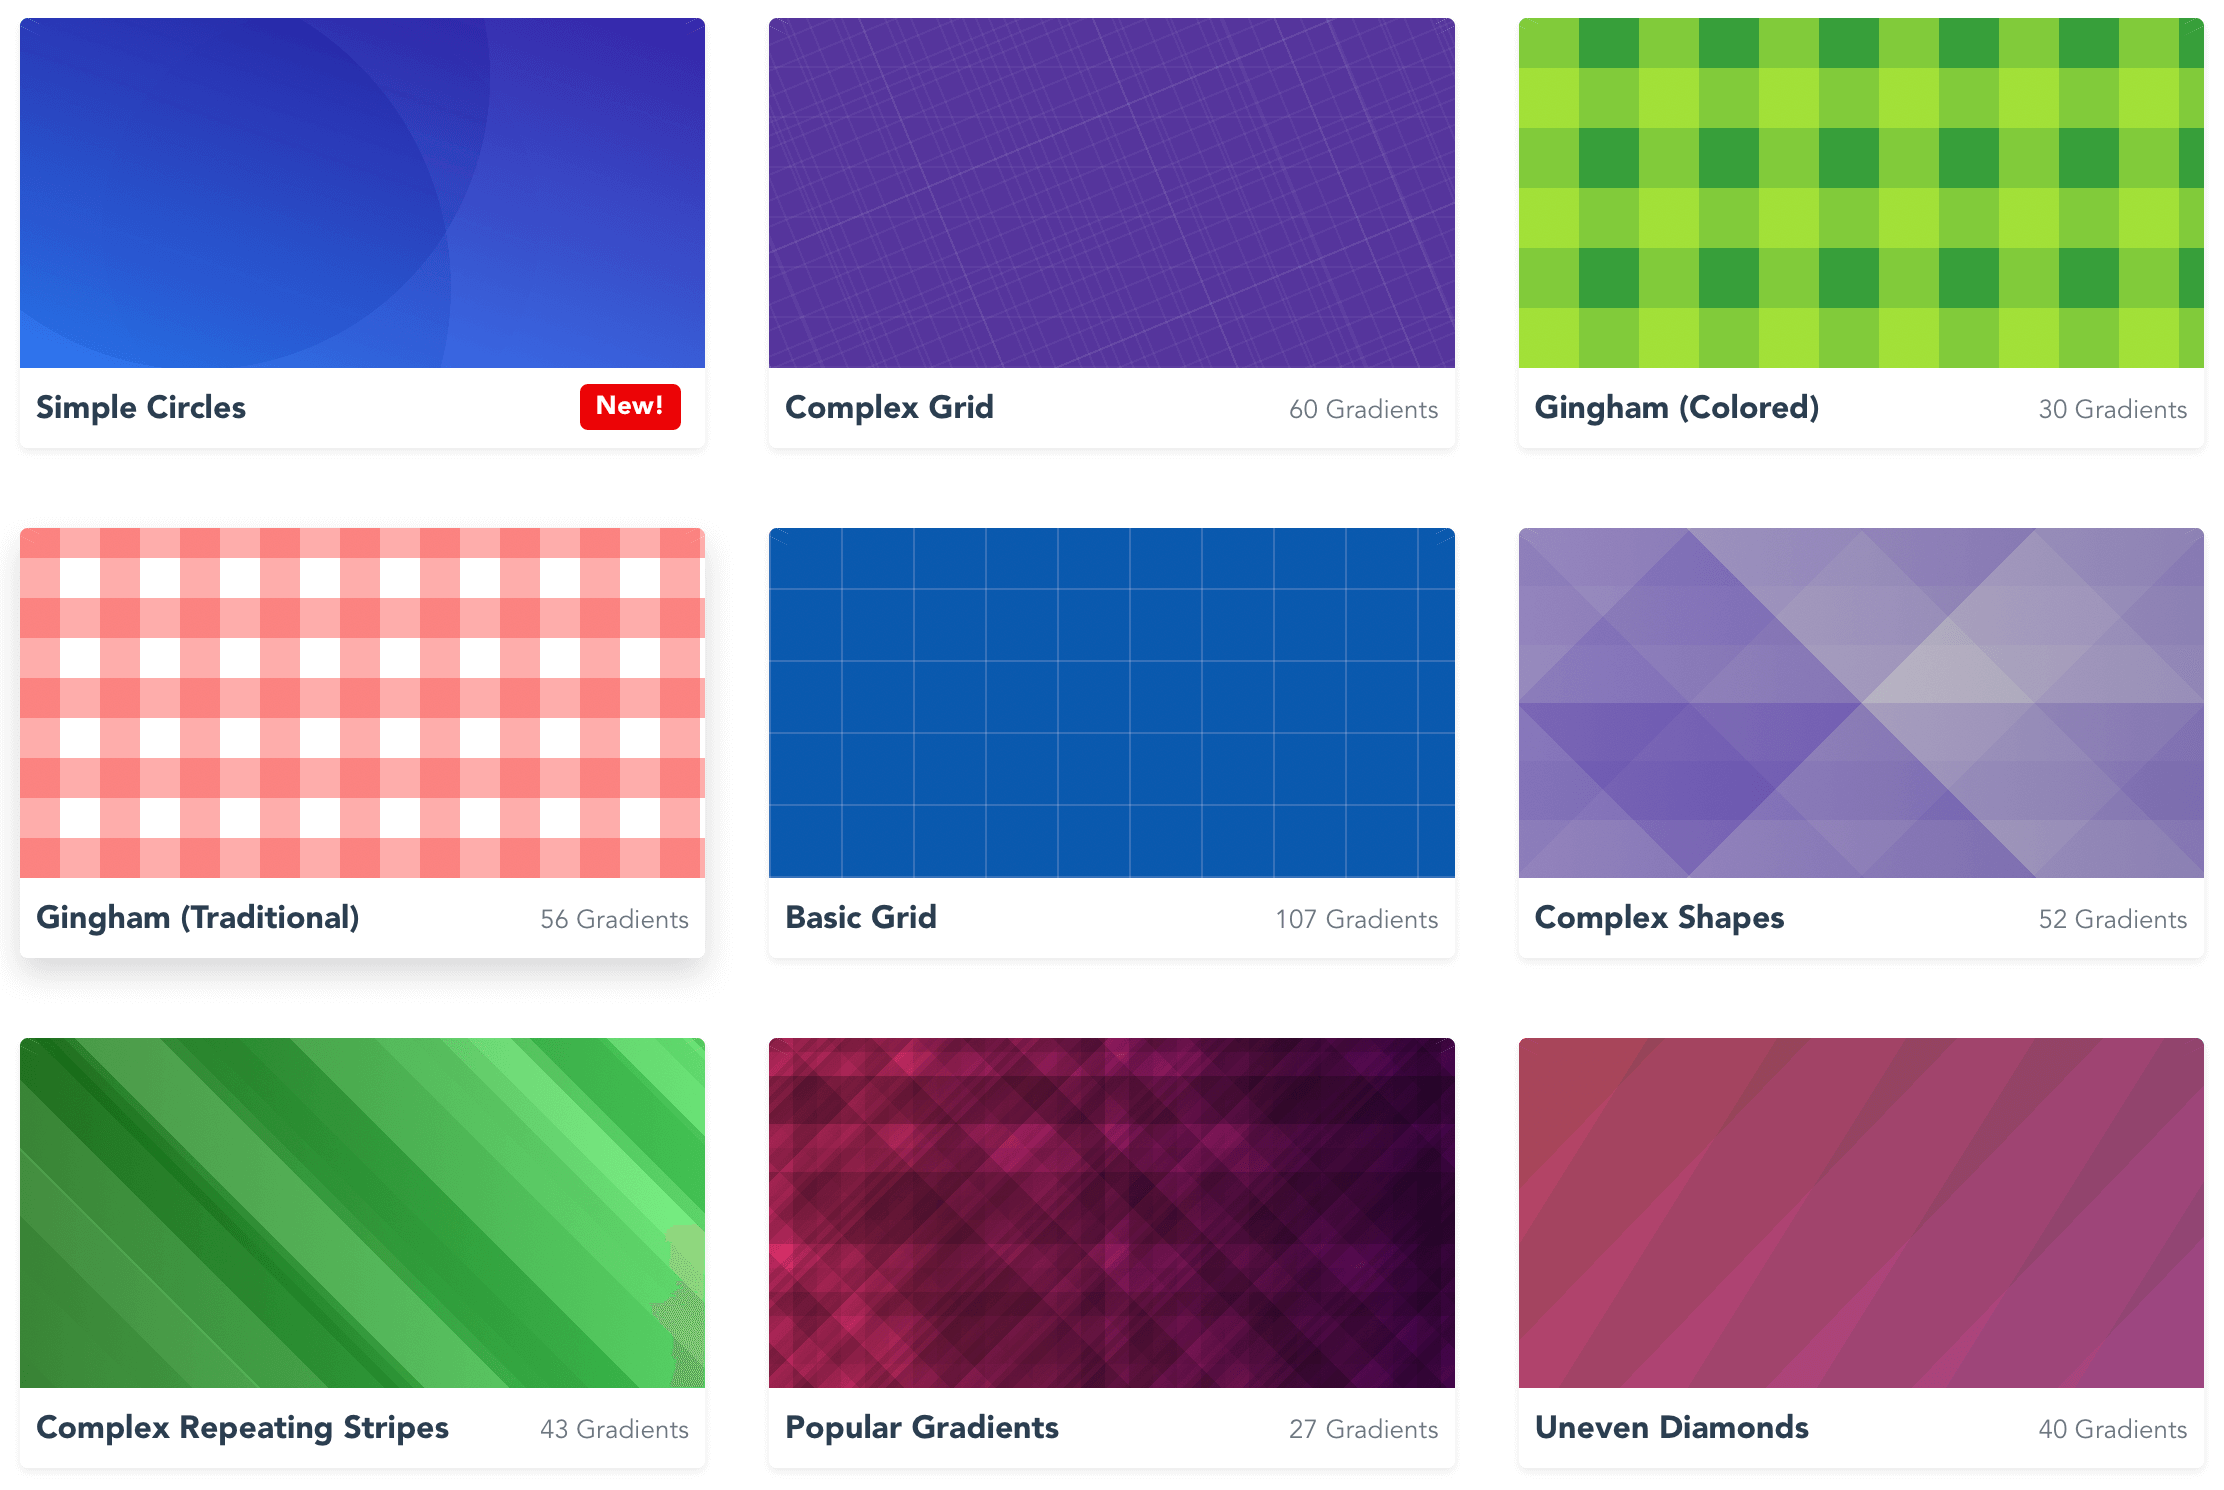 Simple Circles New!
Complex Grid 60 Gradients
Gingham (Colored) 30 Gradients
Gingham (Traditional) 56 Gradients
Basic Grid 107 Gradients
Complex Shapes 52 Gradients
Complex Repeating Stripes 43 Gradients
Popular Gradients 27 Gradients
Uneven Diamonds 40 Gradients